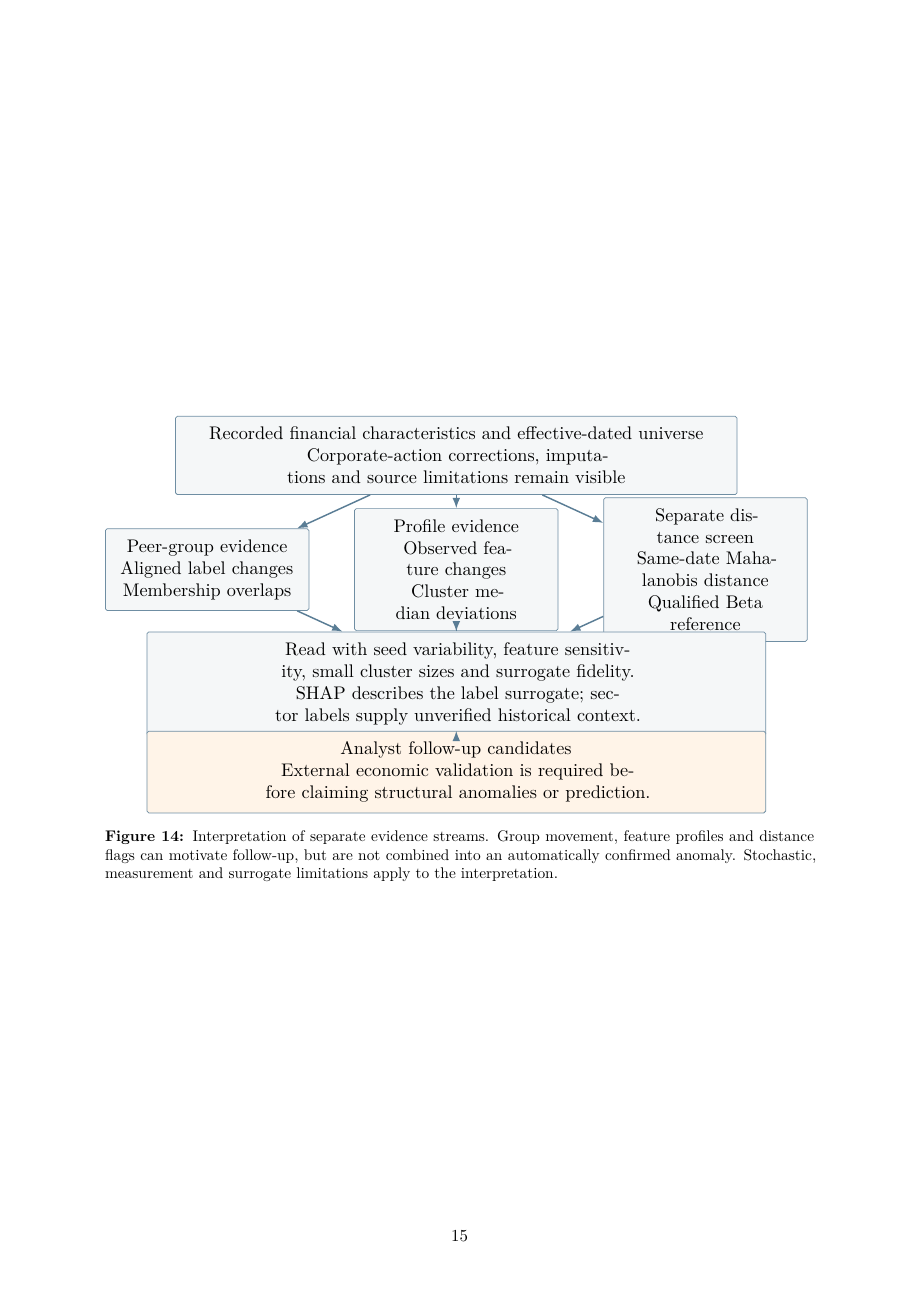 Recorded financial characteristics and effective-dated universe
Corporate-action corrections, imputa-
tions and source limitations remain visible
Peer-group evidence
Aligned label changes
Membership overlaps
Profile evidence
Observed fea-
ture changes
Cluster me-
dian deviations
Separate dis-
tance screen
Same-date Maha-
lanobis distance
Qualified Beta
reference
Read with seed variability, feature sensitiv-
ity, small cluster sizes and surrogate fidelity.
SHAP describes the label surrogate; sec-
tor labels supply unverified historical context.
Analyst follow-up candidates
External economic validation is required be-
fore claiming structural anomalies or prediction.
Figure 14: Interpretation of separate evidence streams. Group movement, feature profiles and distance
flags can motivate follow-up, but are not combined into an automatically confirmed anomaly. Stochastic,
measurement and surrogate limitations apply to the interpretation.
15